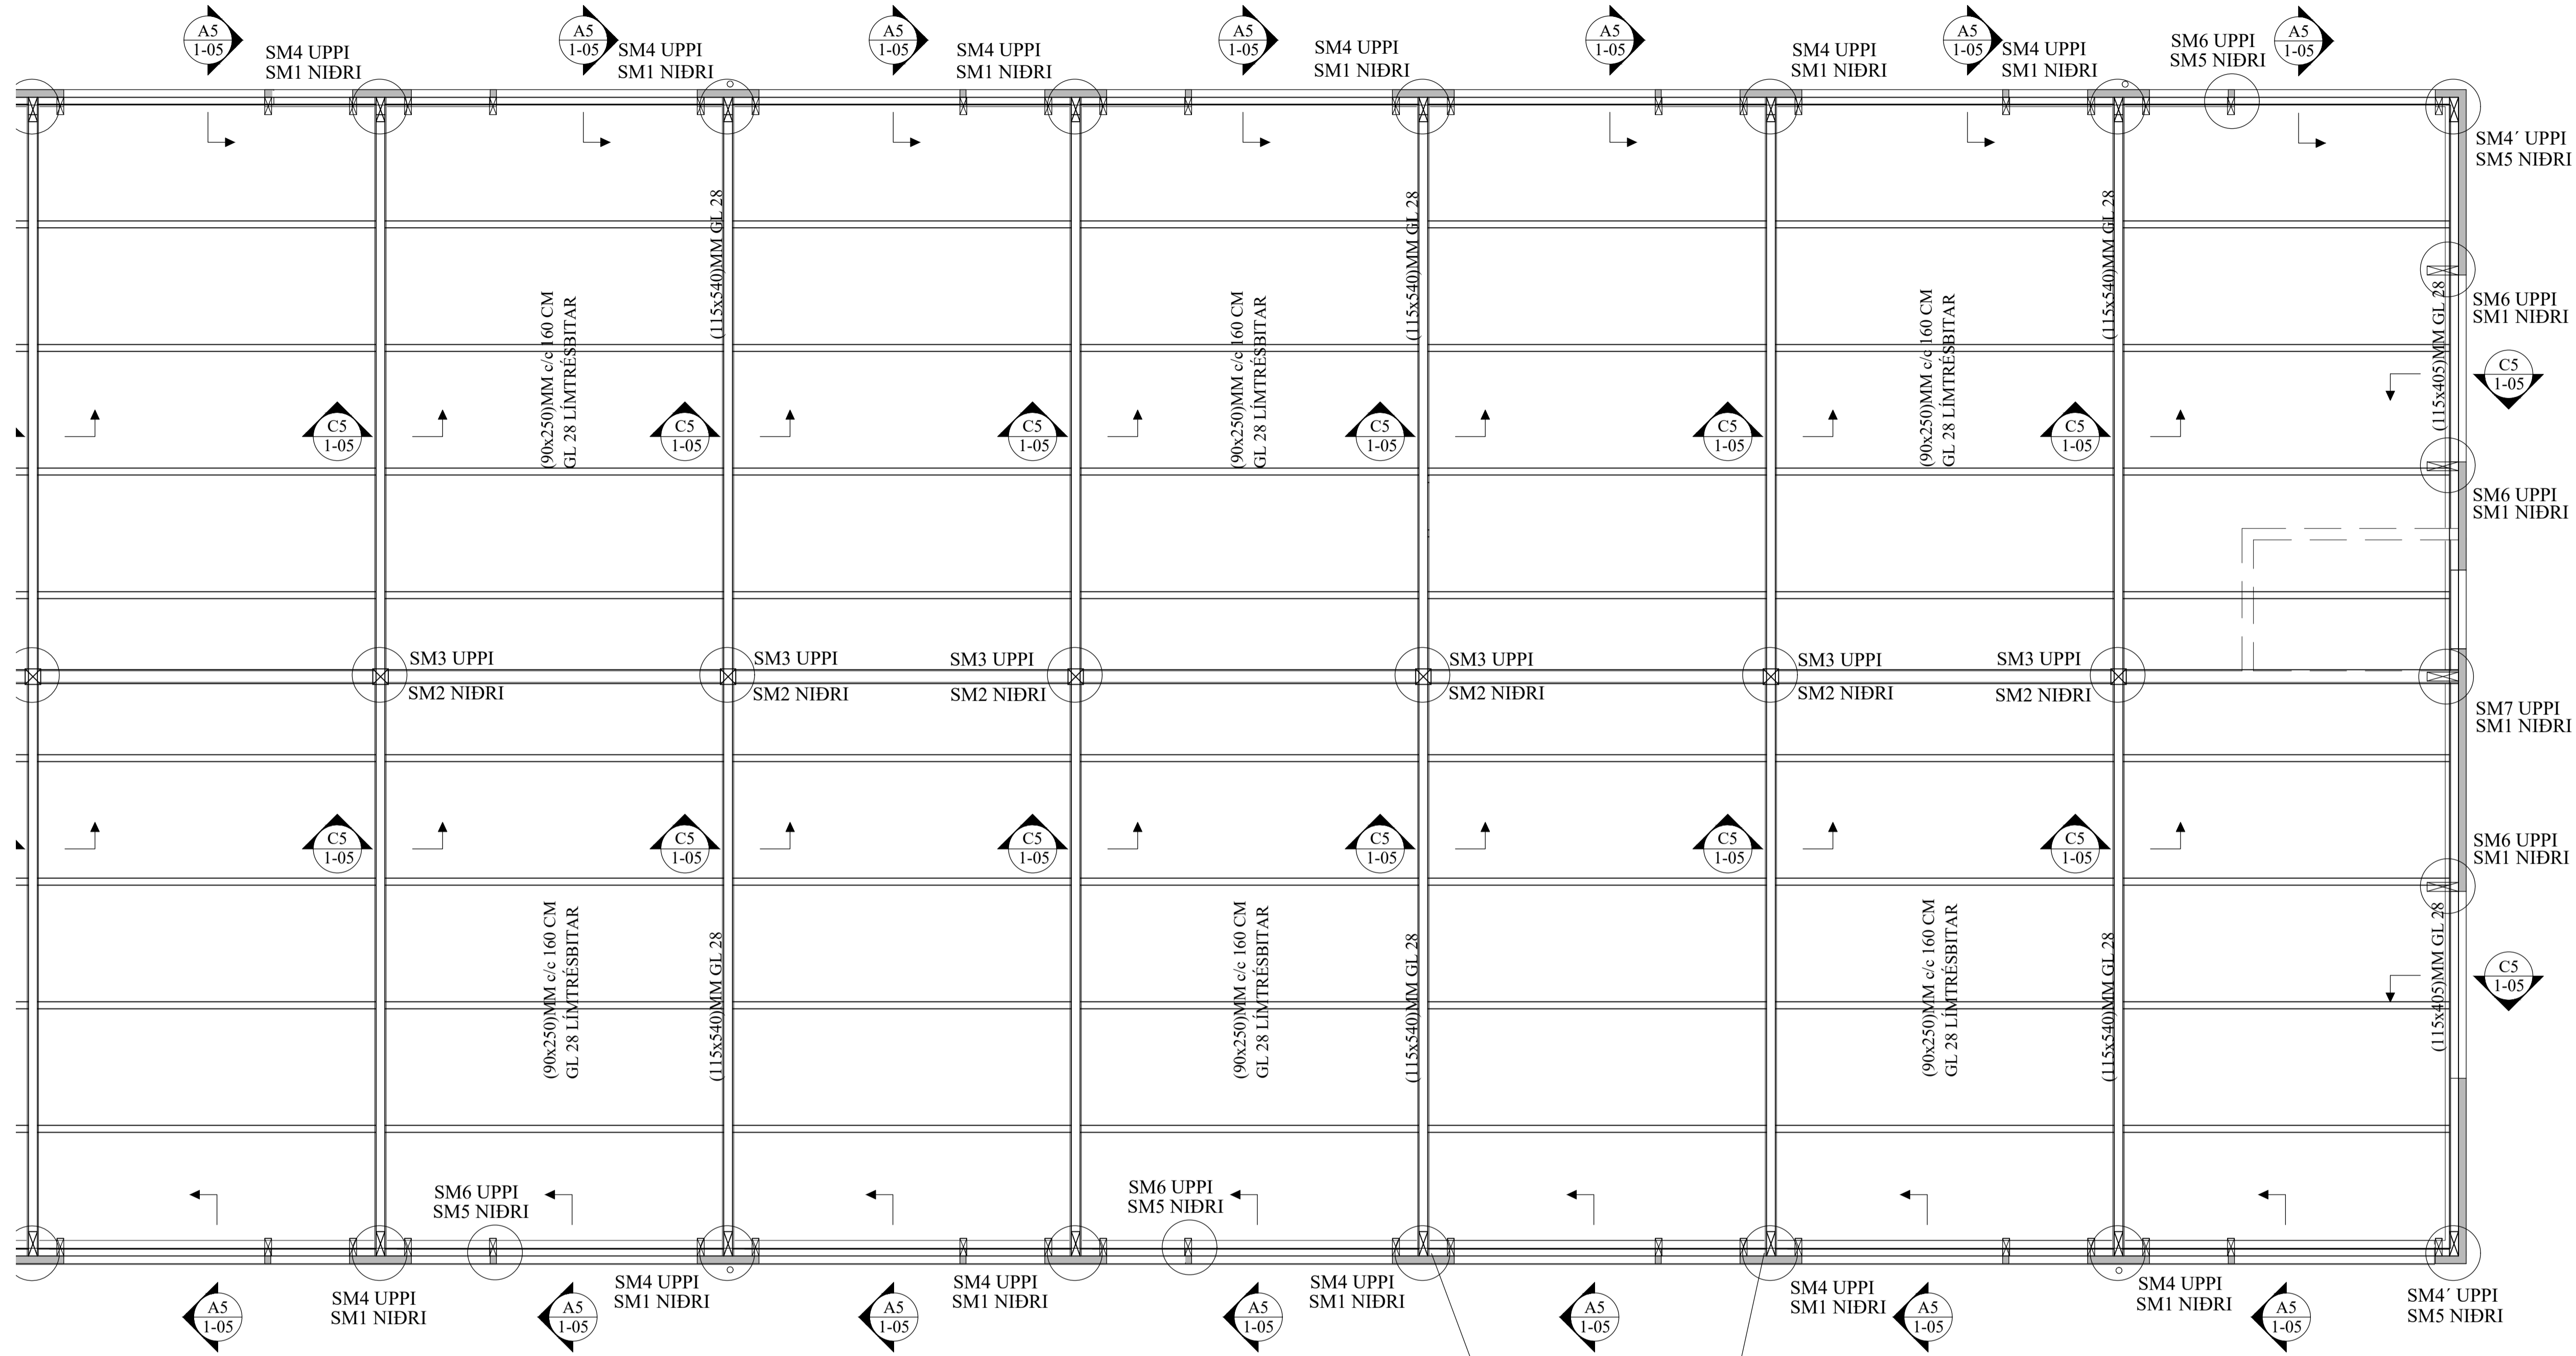 A5
1-05
A5
1-05
A5
1-05
A5
1-05
A5
1-05
A5
1-05
A5
1-05
SM4 UPPI
SM1 NIÐRI
SM4 UPPI
SM1 NIÐRI
SM4 UPPI
SM1 NIÐRI
SM4 UPPI
SM1 NIÐRI
SM4 UPPI
SM1 NIÐRI
SM4 UPPI
SM1 NIÐRI
SM6 UPPI
SM5 NIÐRI
SM4´ UPPI
SM5 NIÐRI
(115x540)MM GL 28
(115x540)MM GL 28
(115x540)MM GL 28
(115x405)MM GL 28
SM6 UPPI
SM1 NIÐRI
(90x250)MM c/c 160 CM
GL 28 LÍMTRÉSBITAR
(90x250)MM c/c 160 CM
GL 28 LÍMTRÉSBITAR
(90x250)MM c/c 160 CM
GL 28 LÍMTRÉSBITAR
C5
1-05
C5
1-05
C5
1-05
C5
1-05
C5
1-05
C5
1-05
C5
1-05
SM6 UPPI
SM1 NIÐRI
SM3 UPPI
SM2 NIÐRI
SM3 UPPI
SM2 NIÐRI
SM3 UPPI
SM2 NIÐRI
SM3 UPPI
SM2 NIÐRI
SM3 UPPI
SM2 NIÐRI
SM3 UPPI
SM2 NIÐRI
SM7 UPPI
SM1 NIÐRI
C5
1-05
C5
1-05
C5
1-05
C5
1-05
C5
1-05
C5
1-05
SM6 UPPI
SM1 NIÐRI
(90x250)MM c/c 160 CM
GL 28 LÍMTRÉSBITAR
(115x540)MM GL 28
(90x250)MM c/c 160 CM
GL 28 LÍMTRÉSBITAR
(115x540)MM GL 28
(90x250)MM c/c 160 CM
GL 28 LÍMTRÉSBITAR
(115x540)MM GL 28
(115x405)MM GL 28
C5
1-05
SM6 UPPI
SM5 NIÐRI
SM6 UPPI
SM5 NIÐRI
SM4 UPPI
SM1 NIÐRI
SM4 UPPI
SM1 NIÐRI
SM4 UPPI
SM1 NIÐRI
SM4 UPPI
SM1 NIÐRI
SM4 UPPI
SM1 NIÐRI
SM4 UPPI
SM1 NIÐRI
SM4´ UPPI
SM5 NIÐRI
A5
1-05
A5
1-05
A5
1-05
A5
1-05
A5
1-05
A5
1-05
A5
1-05